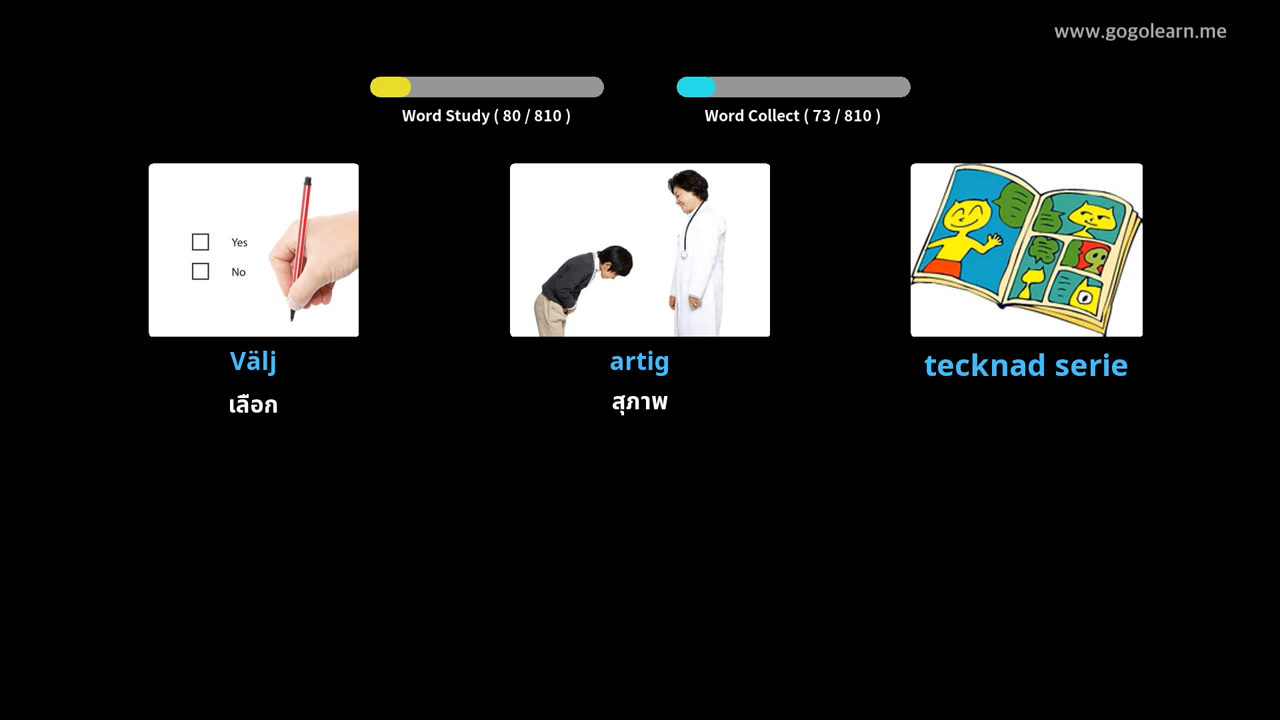 www.gogolearn.me
Word Study ( 80 / 810 )
Word Collect ( 73 / 810 )
Yes
No
Välj
artig
tecknad serie
เลือก
สุภาพ